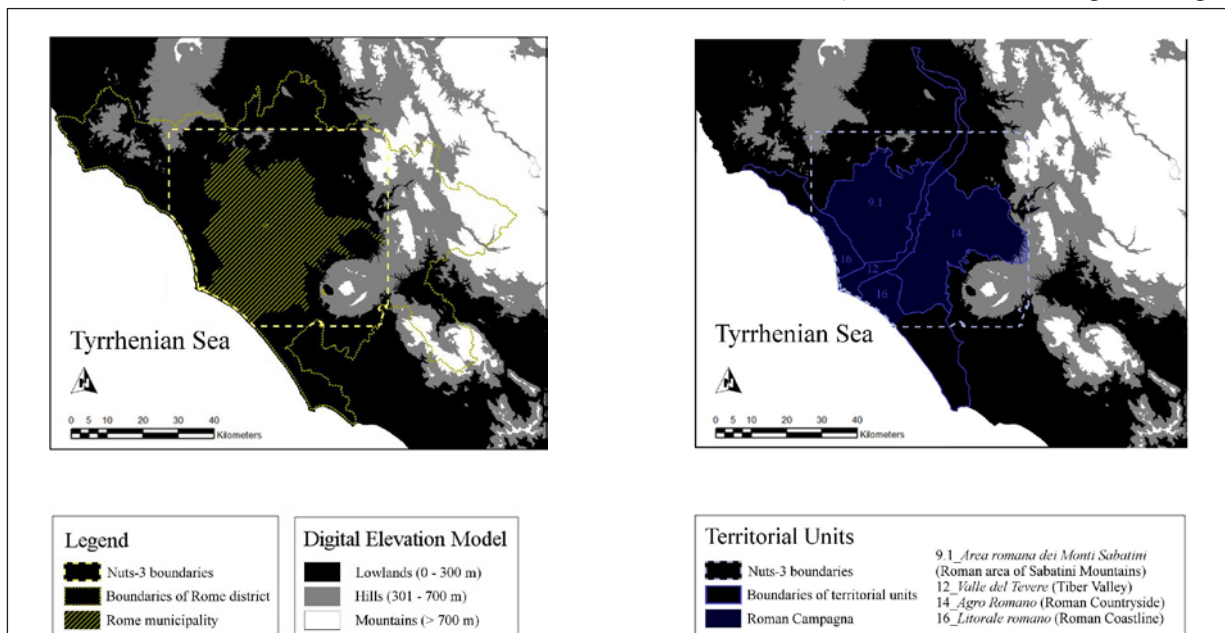 9.1
14
16
12
16
Tyrrhenian Sea
Tyrrhenian Sea
0 5 10 20 30 40
Kilometers
0 5 10 20 30 40
Kilometers
Legend
Nuts-3 boundaries
Boundaries of Rome district
Rome municipality
Digital Elevation Model
Lowlands (0 - 300 m)
Hills (301 - 700 m)
Mountains (> 700 m)
Territorial Units
Nuts-3 boundaries
Boundaries of territorial units
Roman Campagna
9.1_Area romana dei Monti Sabatini
(Roman area of Sabatini Mountains)
12_Valle del Tevere (Tiber Valley)
14_Agro Romano (Roman Countryside)
16_Litorale romano (Roman Coastline)